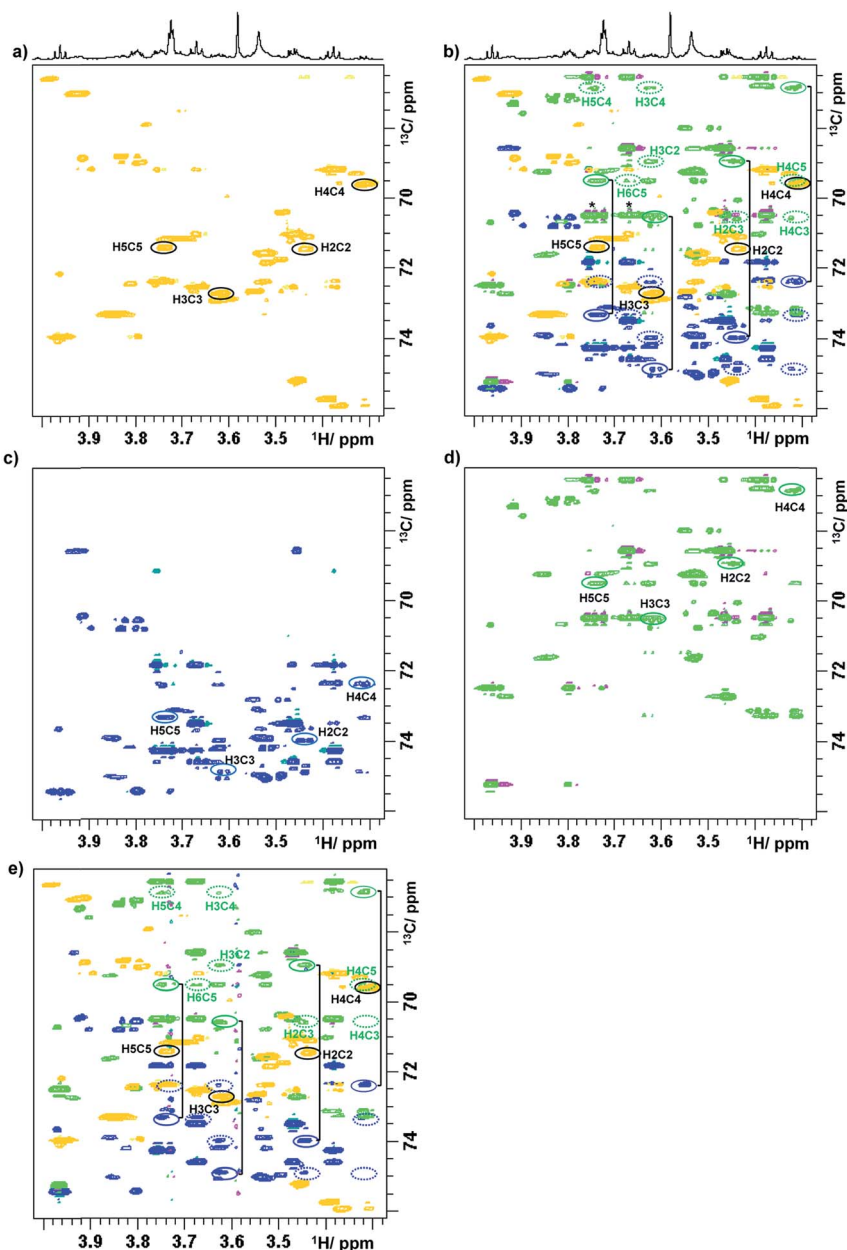 a)
b)
¹³C/ ppm
70
72
74
H4C4
H5C5
H2C2
H3C3
3.9
3.8
3.7
3.6
3.5
¹H/ ppm
¹³C/ ppm
70
72
74
H5C4
H3C4
H3C2
H4C5
H4C4
H6C5
*
*
H2C3
H4C3
H5C5
H2C2
H3C3
3.9
3.8
3.7
3.6
3.5
¹H/ ppm
c)
d)
¹³C/ ppm
70
72
74
H4C4
H5C5
H2C2
H3C3
3.9
3.8
3.7
3.6
3.5
¹H/ ppm
¹³C/ ppm
70
72
74
H4C4
H2C2
H5C5
H3C3
3.9
3.8
3.7
3.6
3.5
¹H/ ppm
e)
¹³C/ ppm
70
72
74
H5C4
H3C4
H3C2
H4C5
H4C4
H6C5
H2C3
H4C3
H5C5
H2C2
H3C3
3.9
3.8
3.7
3.6
3.5
¹H/ ppm